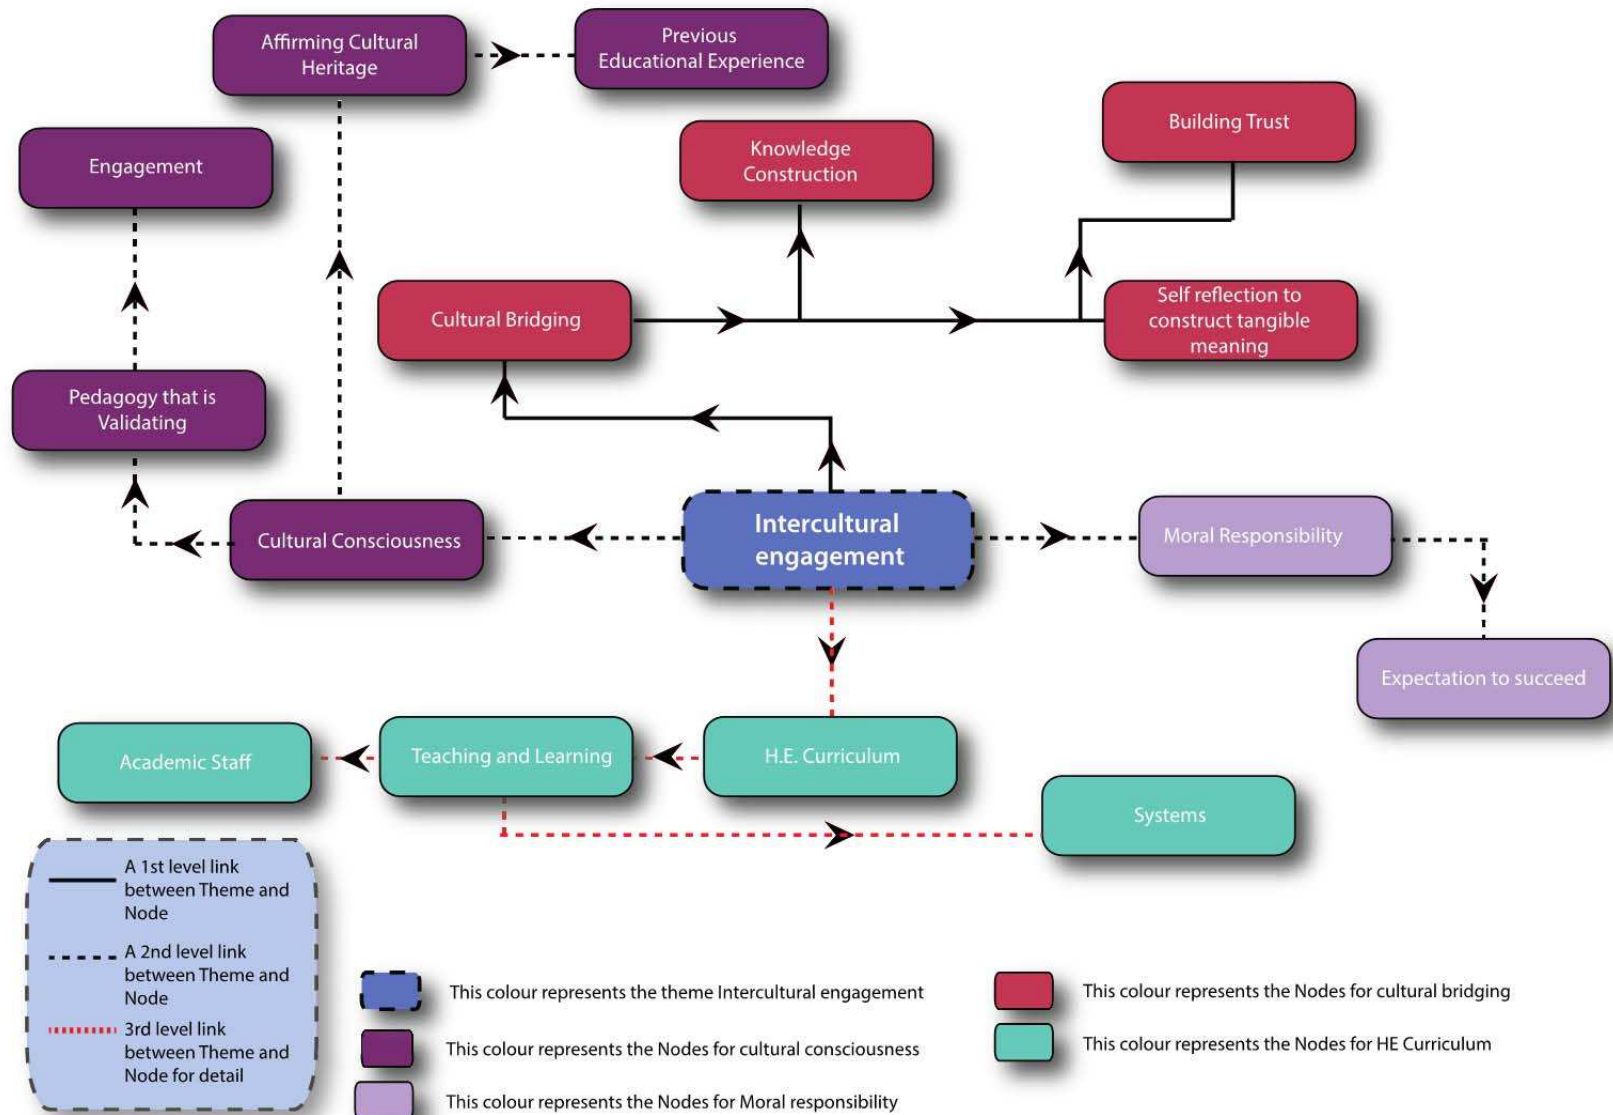 Affirming Cultural
Heritage
Previous
Educational Experience
Building Trust
Knowledge
Construction
Engagement
Cultural Bridging
Self reflection to
construct tangible
meaning
Pedagogy that is
Validating
Cultural Consciousness
Intercultural
engagement
Moral Responsibility
Expectation to succeed
Academic Staff
Teaching and Learning
H.E. Curriculum
Systems
A 1st level link
between Theme and
Node
A 2nd level link
between Theme and
Node
3rd level link
between Theme and
Node for detail
This colour represents the theme Intercultural engagement
This colour represents the Nodes for cultural consciousness
This colour represents the Nodes for Moral responsibility
This colour represents the Nodes for cultural bridging
This colour represents the Nodes for HE Curriculum